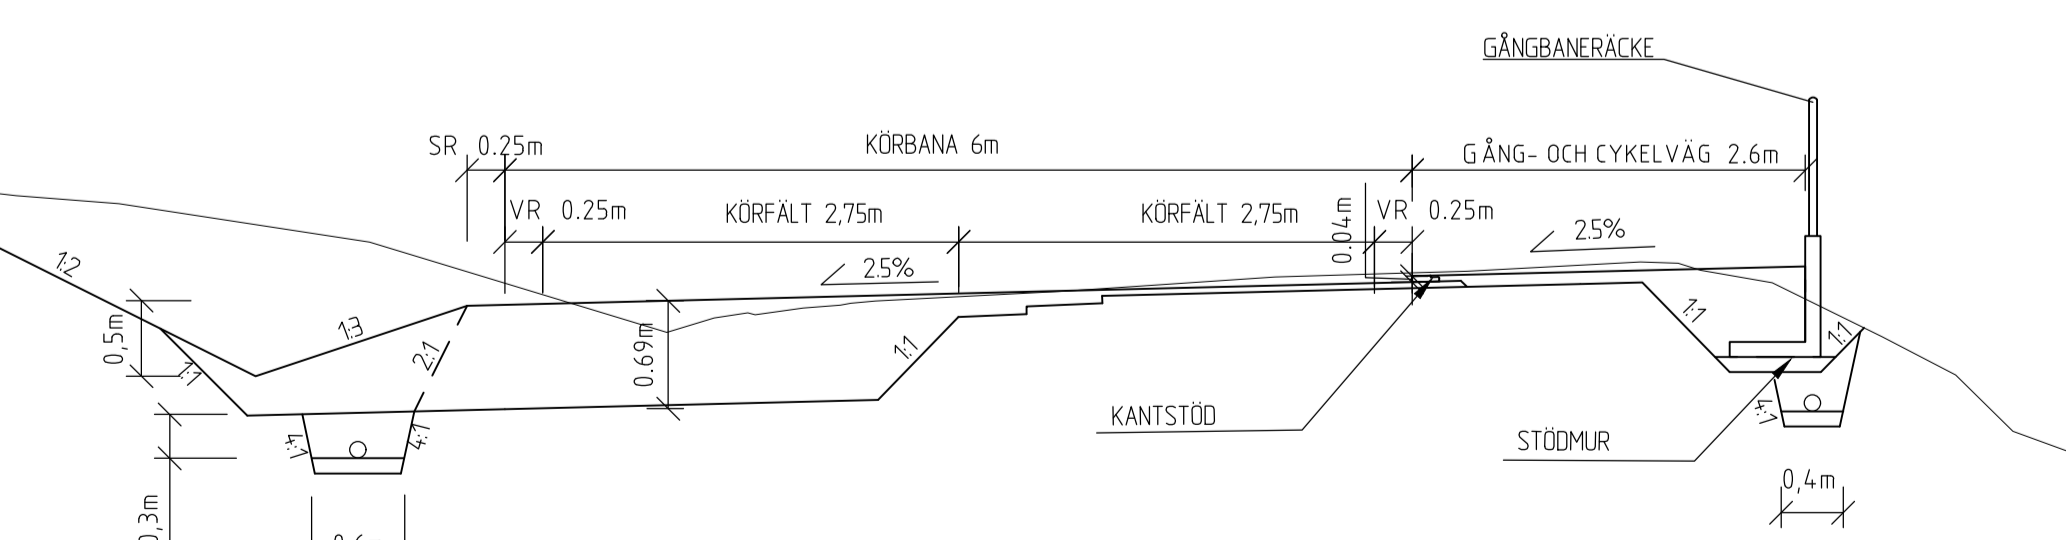 GÅNGBANERÄCKE
SR 0.25m
KÖRBANA 6m
GÅNG- OCH CYKELVÄG 2.6m
VR 0.25m
KÖRFÄLT 2,75m
KÖRFÄLT 2,75m
0.04m
VR 0.25m
2.5%
2.5%
1:2
0,5m
1:3
1:1
2:1
0.69m
1:1
1:1
1:1
KANTSTÖD
STÖDMUR
4:1
4:1
4:1
0,4m
0,3m